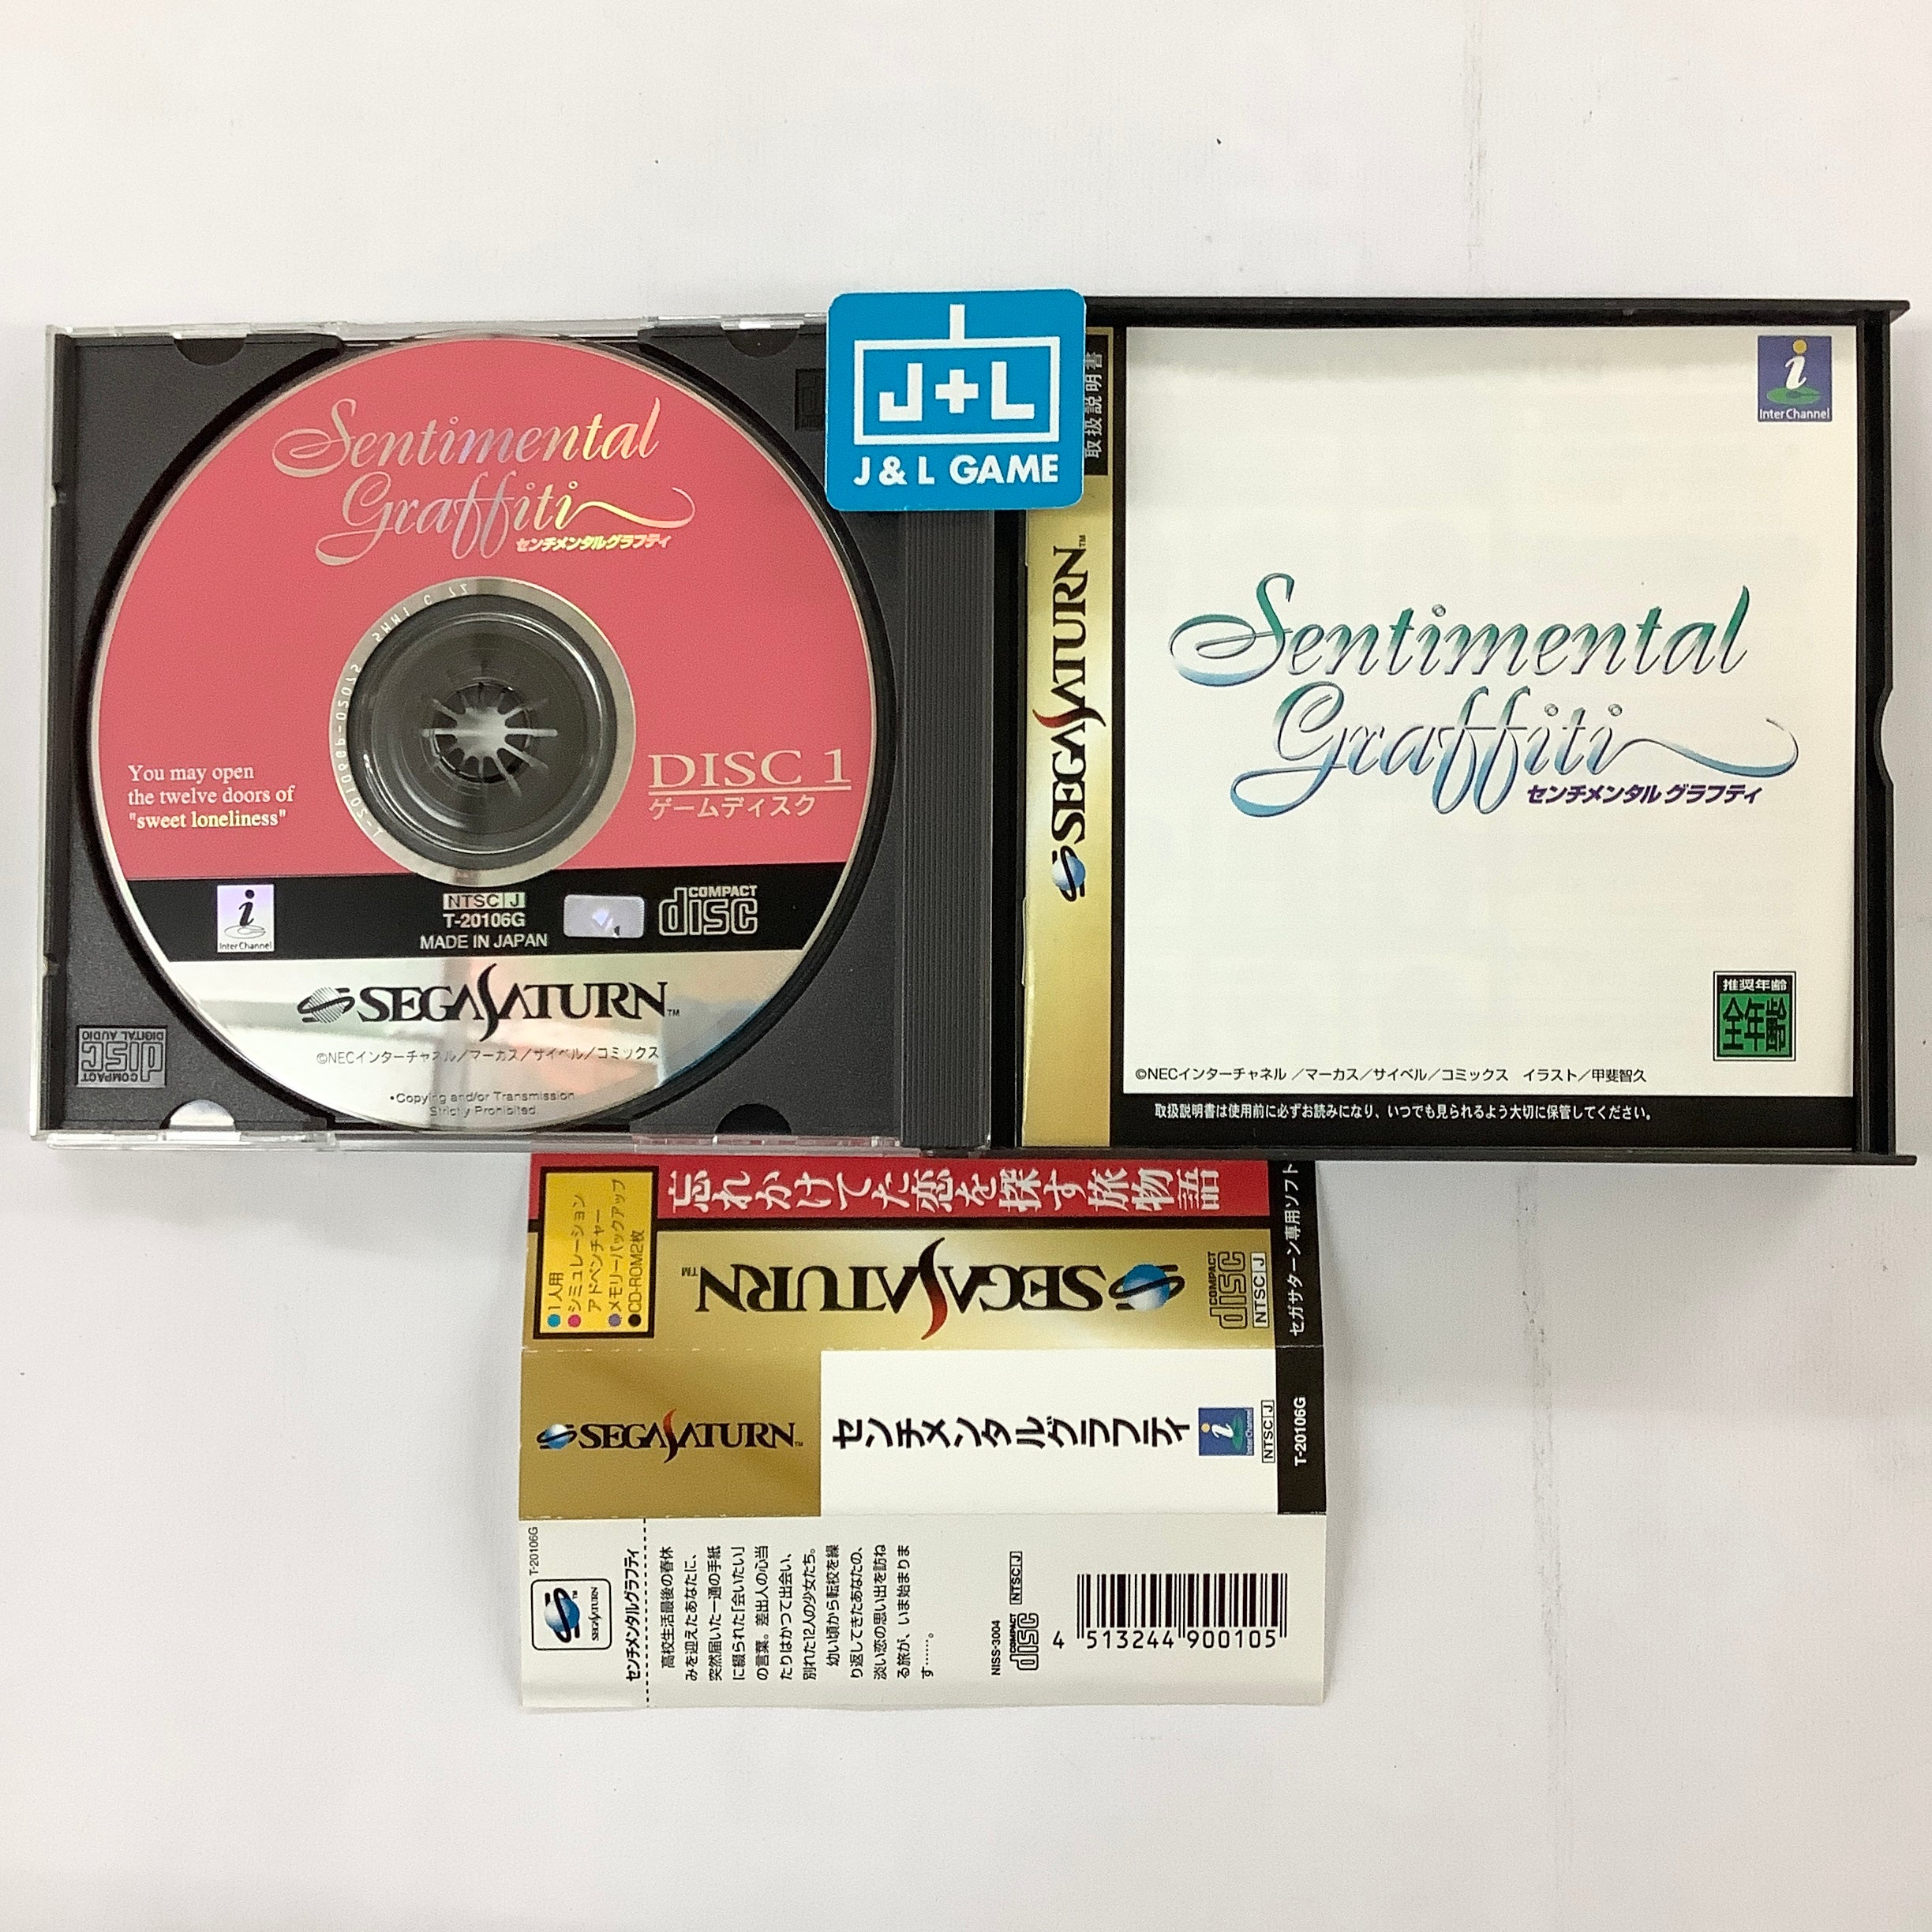 J+L
J & L GAME
Sentimental
Graffiti
センチメンタルグラフティ
You may open
the twelve doors of
"sweet loneliness"
DISC 1
ゲームディスク
InterChannel
NTSC J
T-20106G
MADE IN JAPAN
COMPACT
disc
SEGA SATURN™
©NECインターチャネル／マーカス／サイベル／コミックス
•Copying and/or Transmission
Strictly Prohibited
COMPACT
disc
DIGITAL AUDIO
取扱説明書
SEGA SATURN™
InterChannel
Sentimental
Graffiti
センチメンタル グラフティ
推奨年齢
全年齢
©NECインターチャネル ／マーカス／サイベル／コミックス　イラスト／甲斐智久
取扱説明書は使用前に必ずお読みになり、いつでも見られるよう大切に保管してください。
忘れかけてた恋を探す旅物語
●1人用
●シミュレーション
アドベンチャー
●メモリーバックアップ
●CD-ROM2枚
SEGA SATURN™
COMPACT
disc
NTSC J
セガサターン専用ソフト
SEGA SATURN™
センチメンタルグラフティ
InterChannel
NTSC J
T-20106G
T-20106G
SEGA SATURN
センチメンタルグラフティ
高校生活最後の春休
みを迎えたあなたに、
突然届いた一通の手紙
に綴られた「会いたい」
の言葉。差出人の心当
たりはかつて出会い、
別れた12人の少女たち。
幼い頃から転校を繰
り返してきたあなたの、
淡い恋の思い出を訪ね
る旅が、いま始まりま
す……。
NISS-3004
COMPACT
disc
NTSC J
4 513244 900105